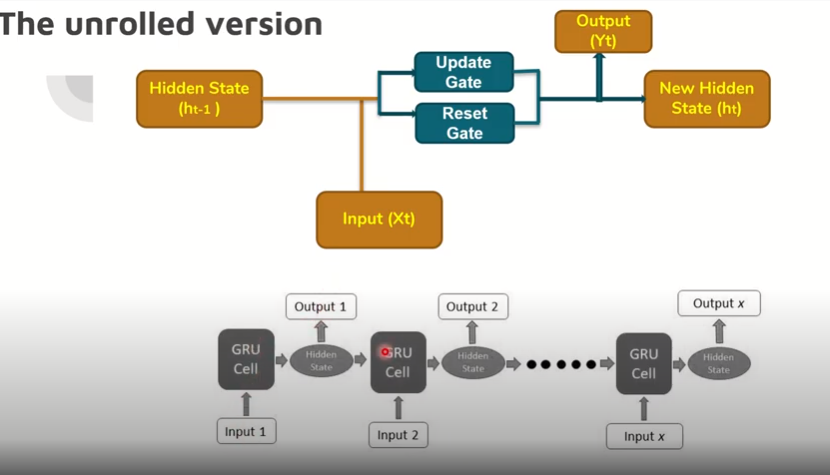 The unrolled version
Output
(Yt)
Hidden State
(ht-1 )
Update
Gate
Reset
Gate
New Hidden
State (ht)
Input (Xt)
Output 1
Output 2
Output x
GRU
Cell
Hidden
State
GRU
Cell
Hidden
State
GRU
Cell
Hidden
State
Input 1
Input 2
Input x